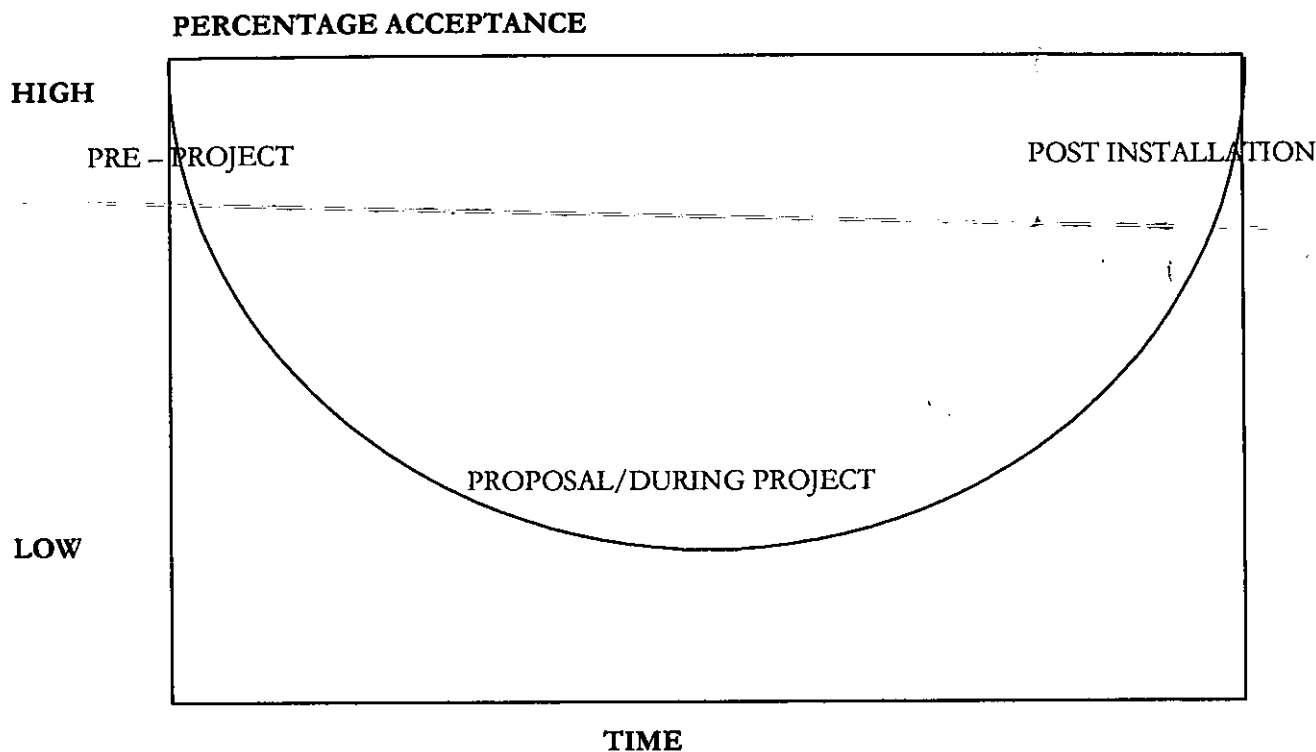 PERCENTAGE ACCEPTANCE
HIGH
PRE – PROJECT
POST INSTALLATION
PROPOSAL/DURING PROJECT
LOW
TIME